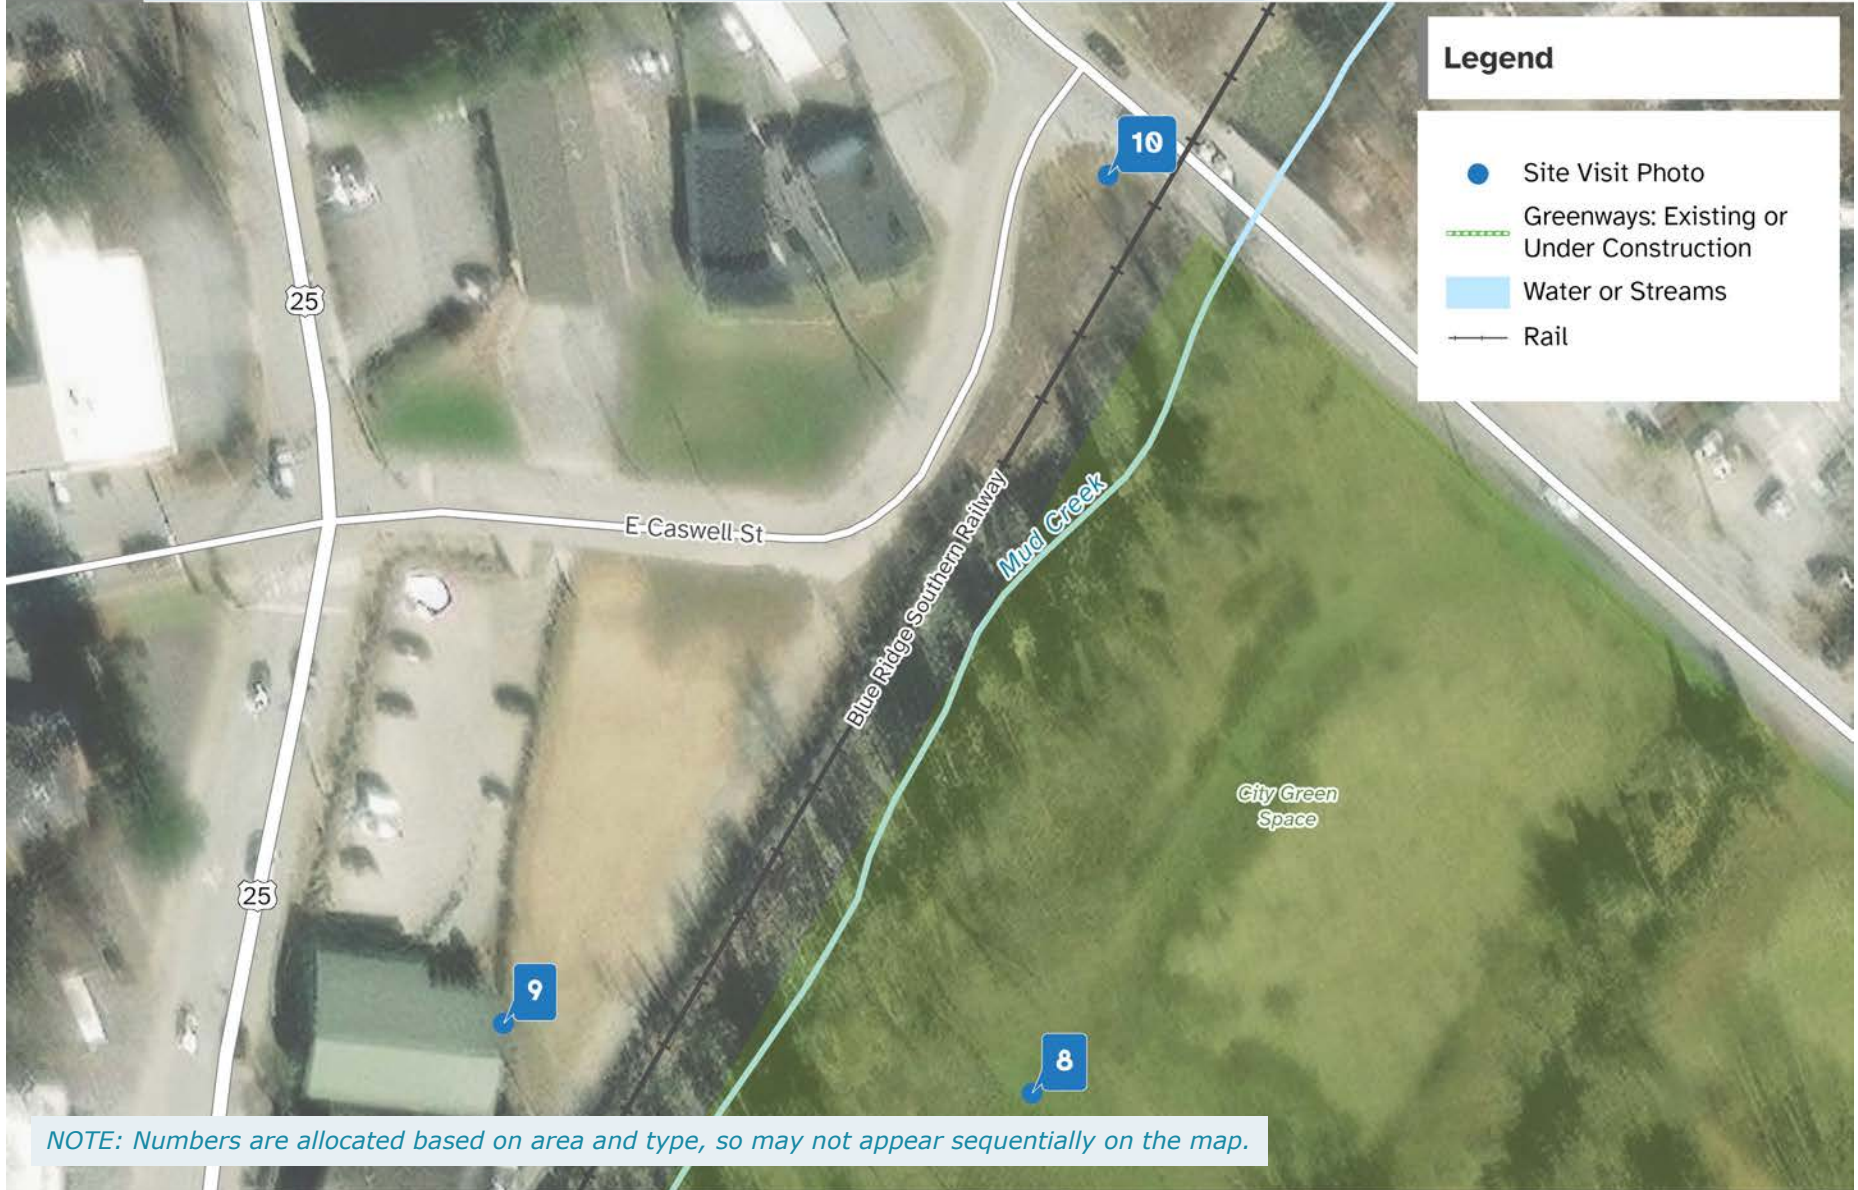 Legend
Site Visit Photo
Greenways: Existing or
Under Construction
Water or Streams
Rail
10
25
E Caswell St
Blue Ridge Southern Railway
Mud Creek
City Green
Space
25
9
8
NOTE: Numbers are allocated based on area and type, so may not appear sequentially on the map.